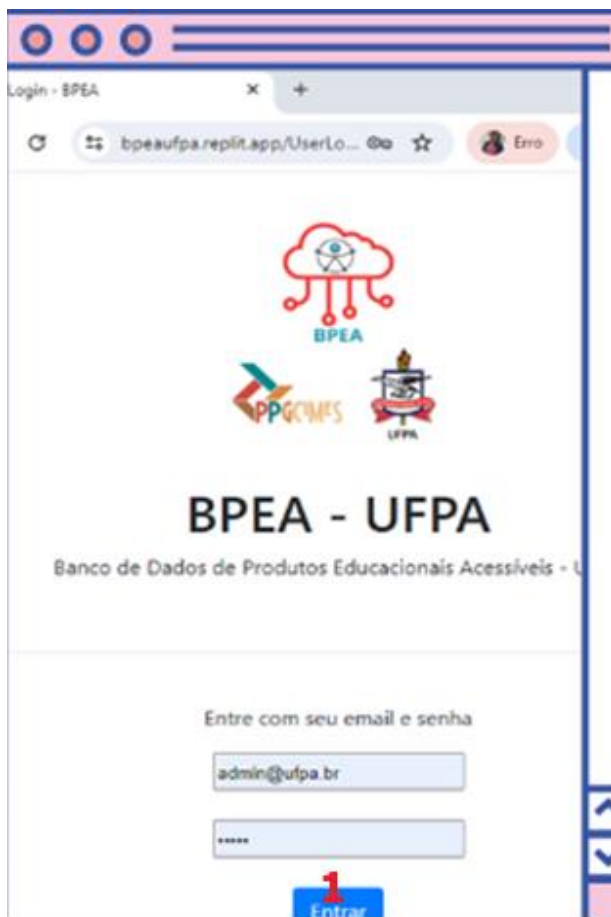 Login - BPEA
bpeaufpa.replit.app/UserLo... Erro
BPEA
PPGCIMES
UFPA
BPEA - UFPA
Banco de Dados de Produtos Educacionais Acessíveis -
Entre com seu email e senha
admin@ufpa.br
•••••
1
Entrar